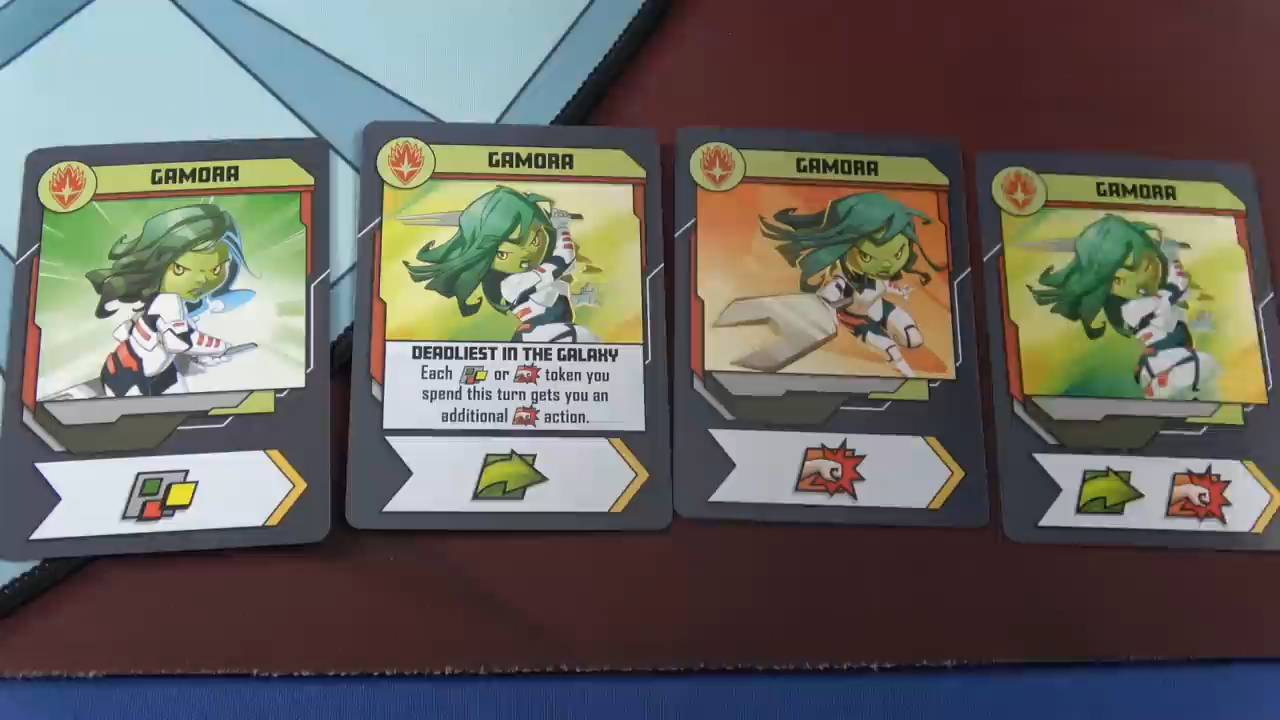 GAMORA
GAMORA
DEADLIEST IN THE GALAXY
Each or token you
spend this turn gets you an
additional action.
GAMORA
GAMORA